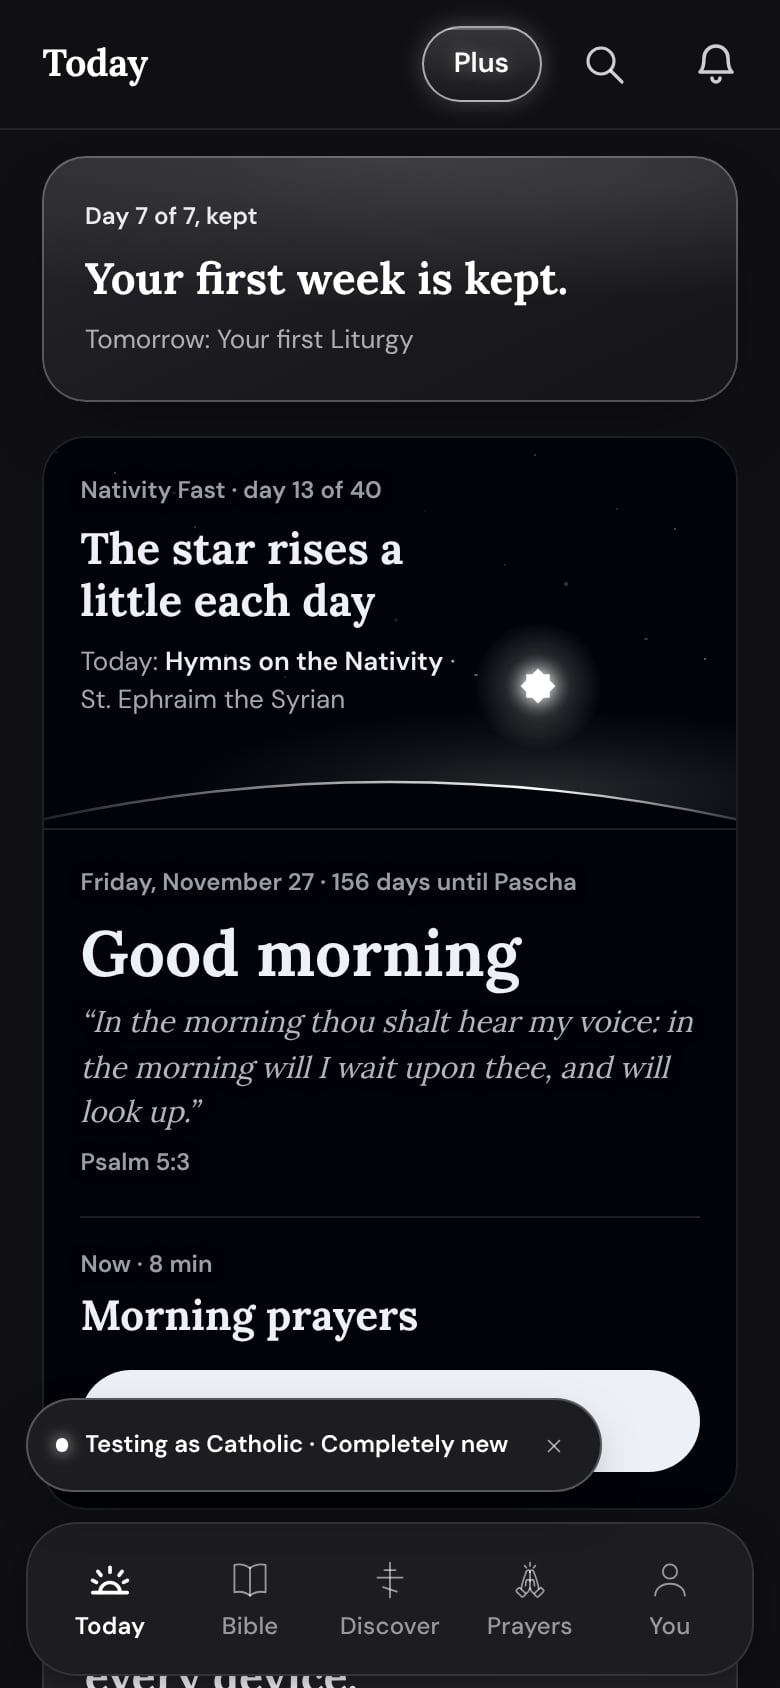 Today
Plus
Day 7 of 7, kept
Your first week is kept.
Tomorrow: Your first Liturgy
Nativity Fast · day 13 of 40
The star rises a
little each day
Today: Hymns on the Nativity ·
St. Ephraim the Syrian
Friday, November 27 · 156 days until Pascha
Good morning
“In the morning thou shalt hear my voice: in
the morning will I wait upon thee, and will
look up.”
Psalm 5:3
Now · 8 min
Morning prayers
Testing as Catholic · Completely new ×
Today
Bible
Discover
Prayers
You
every device.